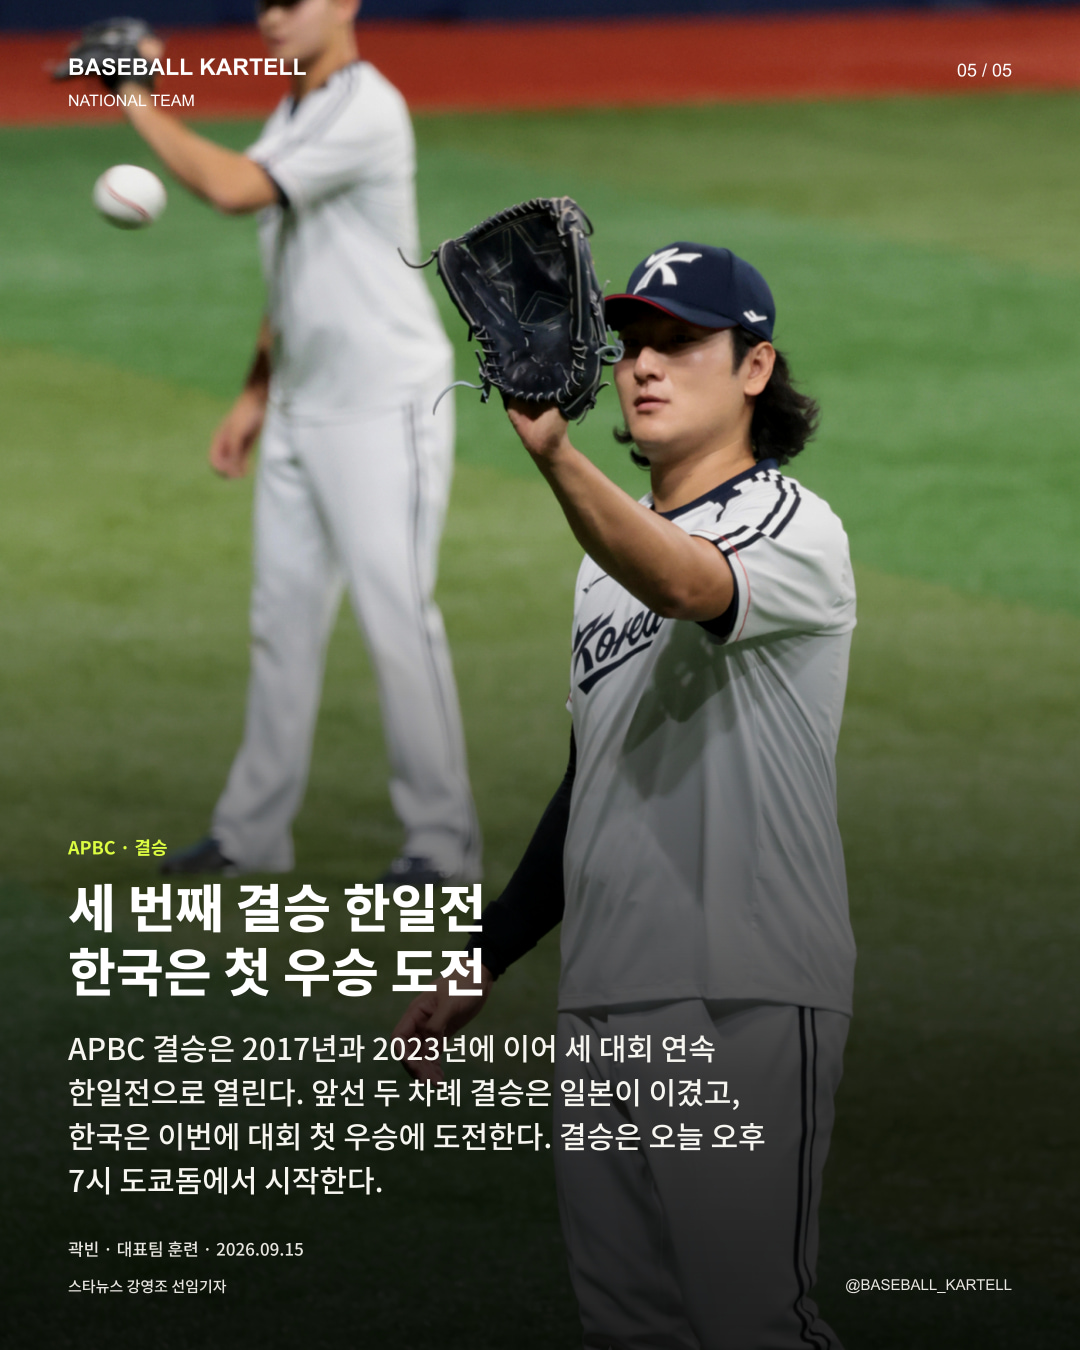 BASEBALL KARTELL
NATIONAL TEAM
05 / 05
K
Korea
APBC · 결승
세 번째 결승 한일전
한국은 첫 우승 도전
APBC 결승은 2017년과 2023년에 이어 세 대회 연속
한일전으로 열린다. 앞선 두 차례 결승은 일본이 이겼고,
한국은 이번에 대회 첫 우승에 도전한다. 결승은 오늘 오후
7시 도쿄돔에서 시작한다.
곽빈 · 대표팀 훈련 · 2026.09.15
스타뉴스 강영조 선임기자
@BASEBALL_KARTELL